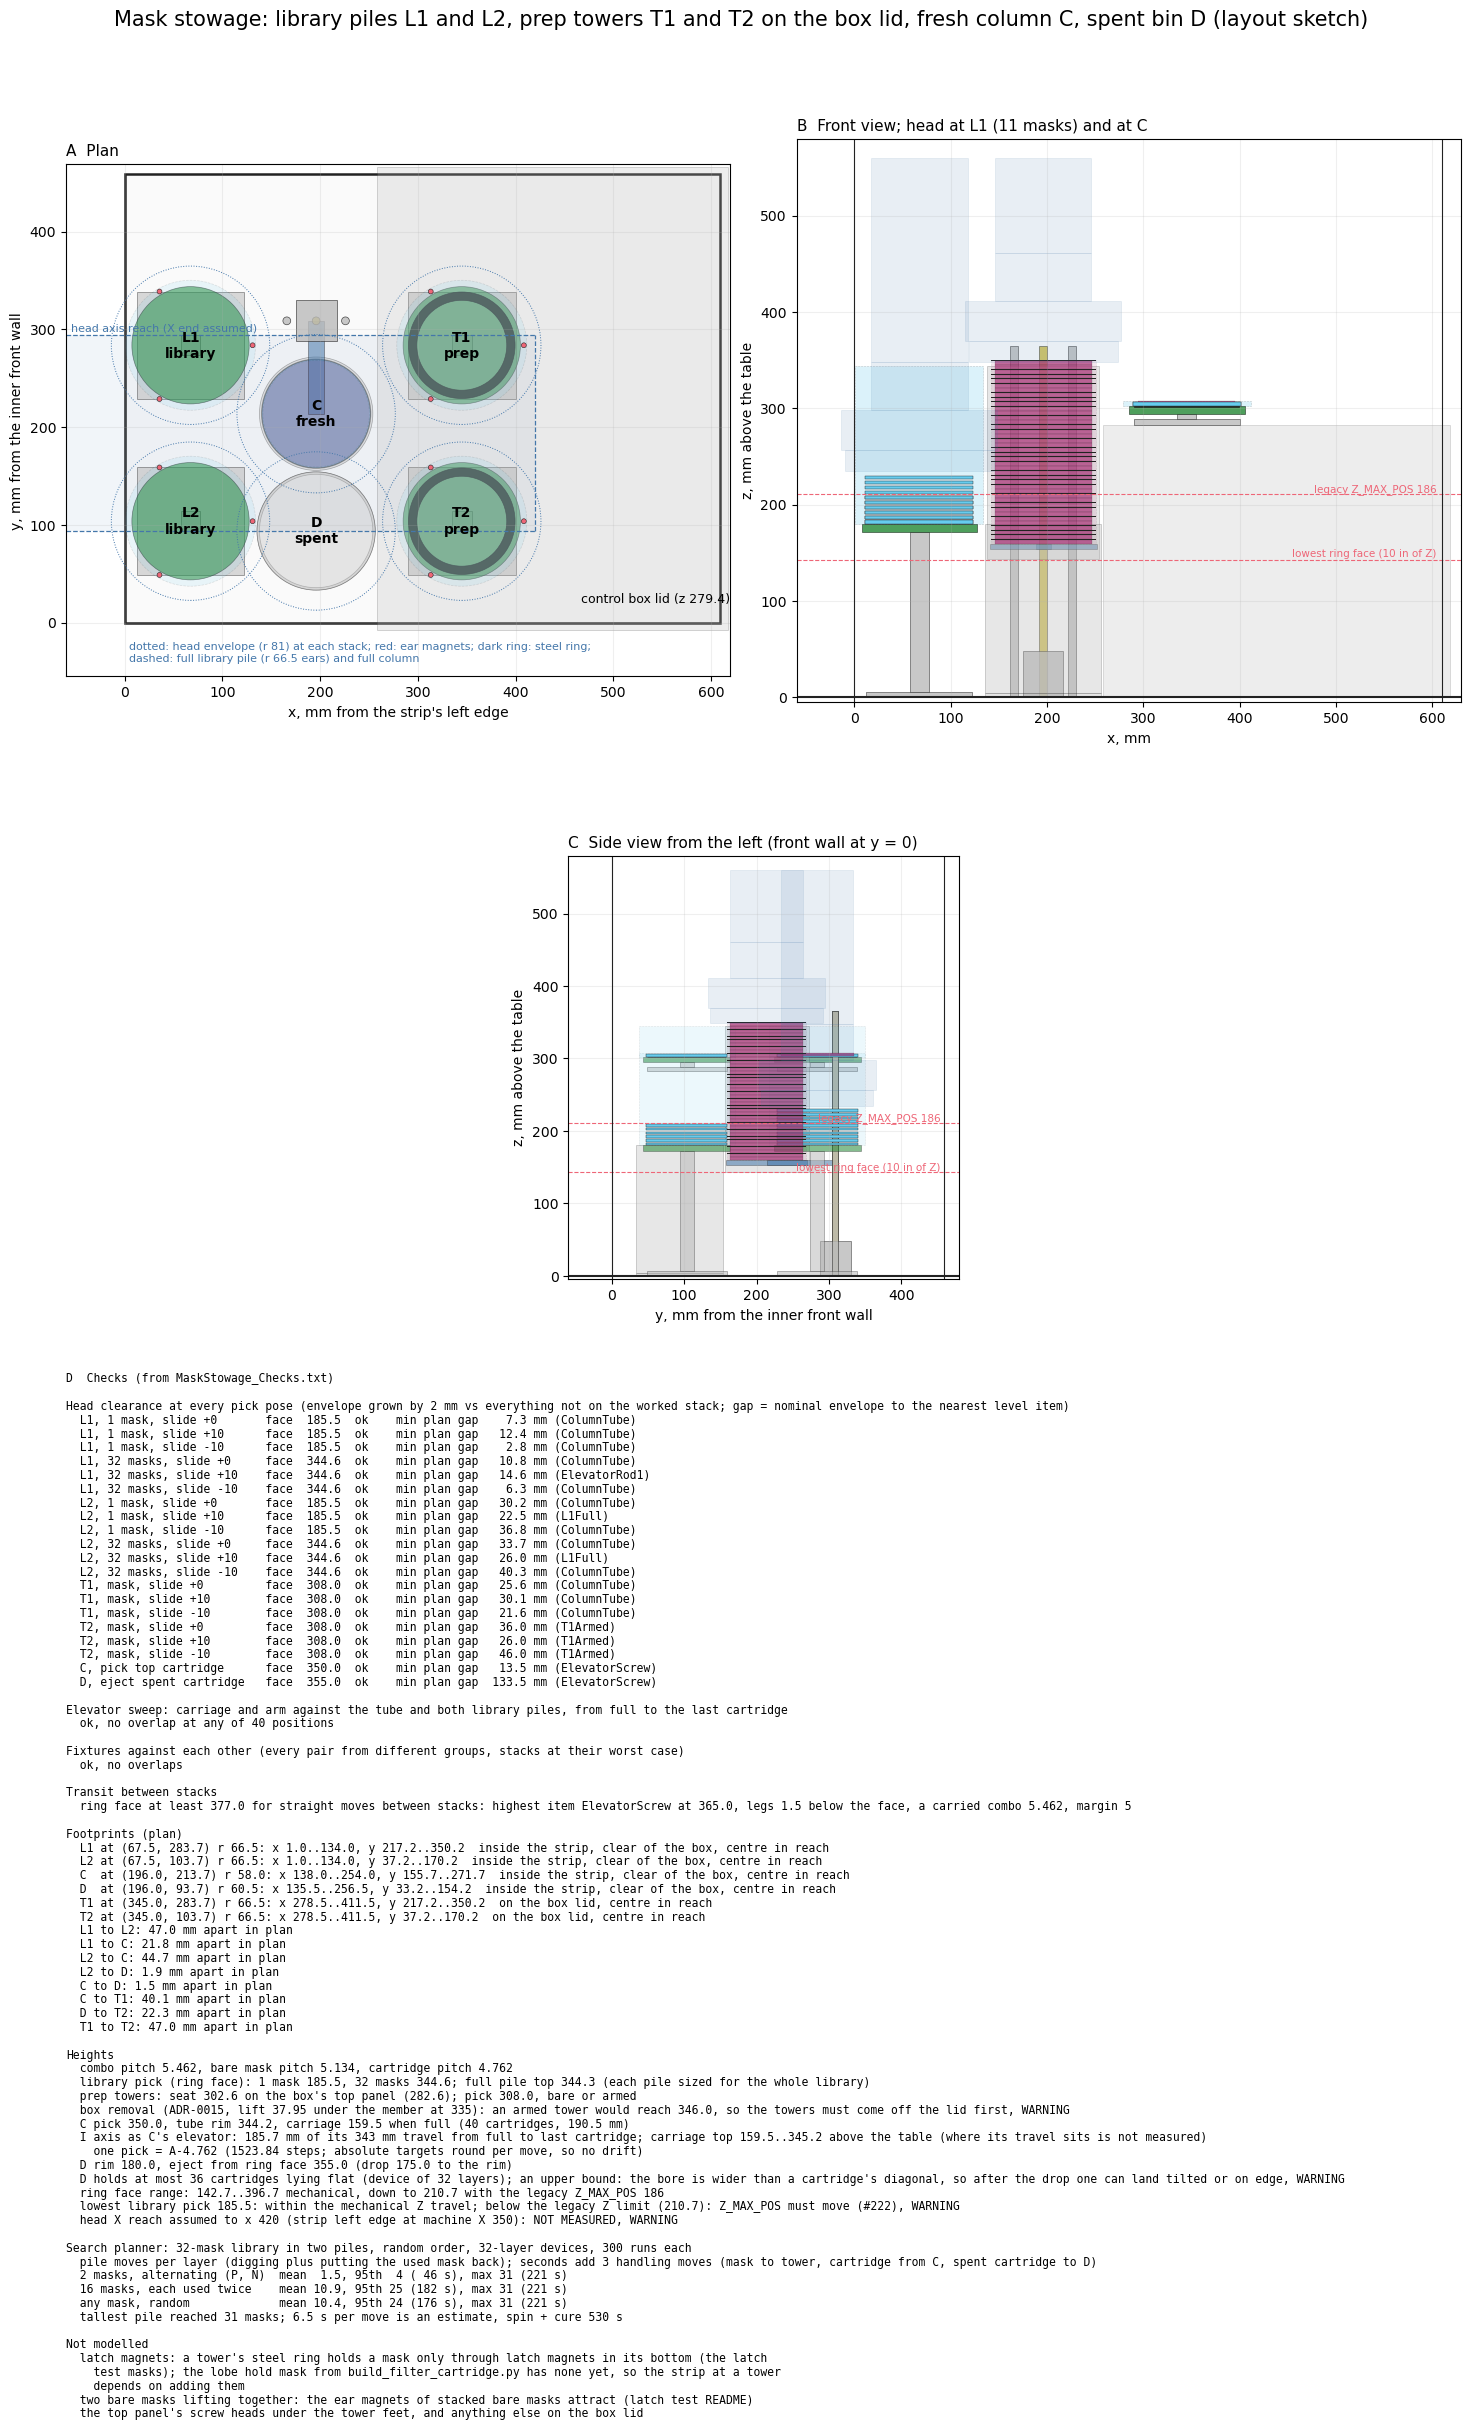 Mask stowage: library piles L1 and L2, prep towers T1 and T2 on the box lid, fresh column C, spent bin D (layout sketch)
A  Plan
400
300
200
100
0
0 100 200 300 400 500 600
y, mm from the inner front wall
x, mm from the strip's left edge
head axis reach (X end assumed)
L1
library
T1
prep
C
fresh
L2
library
D
spent
T2
prep
control box lid (z 279.4)
dotted: head envelope (r 81) at each stack; red: ear magnets; dark ring: steel ring;
dashed: full library pile (r 66.5 ears) and full column
B  Front view; head at L1 (11 masks) and at C
500
400
300
200
100
0
0 100 200 300 400 500 600
z, mm above the table
x, mm
legacy Z_MAX_POS 186
lowest ring face (10 in of Z)
C  Side view from the left (front wall at y = 0)
500
400
300
200
100
0
0 100 200 300 400
z, mm above the table
y, mm from the inner front wall
legacy Z_MAX_POS 186
lowest ring face (10 in of Z)
D  Checks (from MaskStowage_Checks.txt)
Head clearance at every pick pose (envelope grown by 2 mm vs everything not on the worked stack; gap = nominal envelope to the nearest level item)
L1, 1 mask, slide +0       face  185.5  ok    min plan gap    7.3 mm (ColumnTube)
L1, 1 mask, slide +10      face  185.5  ok    min plan gap   12.4 mm (ColumnTube)
L1, 1 mask, slide -10      face  185.5  ok    min plan gap    2.8 mm (ColumnTube)
L1, 32 masks, slide +0     face  344.6  ok    min plan gap   10.8 mm (ColumnTube)
L1, 32 masks, slide +10    face  344.6  ok    min plan gap   14.6 mm (ElevatorRod1)
L1, 32 masks, slide -10    face  344.6  ok    min plan gap    6.3 mm (ColumnTube)
L2, 1 mask, slide +0       face  185.5  ok    min plan gap   30.2 mm (ColumnTube)
L2, 1 mask, slide +10      face  185.5  ok    min plan gap   22.5 mm (L1Full)
L2, 1 mask, slide -10      face  185.5  ok    min plan gap   36.8 mm (ColumnTube)
L2, 32 masks, slide +0     face  344.6  ok    min plan gap   33.7 mm (ColumnTube)
L2, 32 masks, slide +10    face  344.6  ok    min plan gap   26.0 mm (L1Full)
L2, 32 masks, slide -10    face  344.6  ok    min plan gap   40.3 mm (ColumnTube)
T1, mask, slide +0         face  308.0  ok    min plan gap   25.6 mm (ColumnTube)
T1, mask, slide +10        face  308.0  ok    min plan gap   30.1 mm (ColumnTube)
T1, mask, slide -10        face  308.0  ok    min plan gap   21.6 mm (ColumnTube)
T2, mask, slide +0         face  308.0  ok    min plan gap   36.0 mm (T1Armed)
T2, mask, slide +10        face  308.0  ok    min plan gap   26.0 mm (T1Armed)
T2, mask, slide -10        face  308.0  ok    min plan gap   46.0 mm (T1Armed)
C, pick top cartridge      face  350.0  ok    min plan gap   13.5 mm (ElevatorScrew)
D, eject spent cartridge   face  355.0  ok    min plan gap  133.5 mm (ElevatorScrew)
Elevator sweep: carriage and arm against the tube and both library piles, from full to the last cartridge
ok, no overlap at any of 40 positions
Fixtures against each other (every pair from different groups, stacks at their worst case)
ok, no overlaps
Transit between stacks
ring face at least 377.0 for straight moves between stacks: highest item ElevatorScrew at 365.0, legs 1.5 below the face, a carried combo 5.462, margin 5
Footprints (plan)
L1 at (67.5, 283.7) r 66.5: x 1.0..134.0, y 217.2..350.2  inside the strip, clear of the box, centre in reach
L2 at (67.5, 103.7) r 66.5: x 1.0..134.0, y 37.2..170.2  inside the strip, clear of the box, centre in reach
C  at (196.0, 213.7) r 58.0: x 138.0..254.0, y 155.7..271.7  inside the strip, clear of the box, centre in reach
D  at (196.0, 93.7) r 60.5: x 135.5..256.5, y 33.2..154.2  inside the strip, clear of the box, centre in reach
T1 at (345.0, 283.7) r 66.5: x 278.5..411.5, y 217.2..350.2  on the box lid, centre in reach
T2 at (345.0, 103.7) r 66.5: x 278.5..411.5, y 37.2..170.2  on the box lid, centre in reach
L1 to L2: 47.0 mm apart in plan
L1 to C: 21.8 mm apart in plan
L2 to C: 44.7 mm apart in plan
L2 to D: 1.9 mm apart in plan
C to D: 1.5 mm apart in plan
C to T1: 40.1 mm apart in plan
D to T2: 22.3 mm apart in plan
T1 to T2: 47.0 mm apart in plan
Heights
combo pitch 5.462, bare mask pitch 5.134, cartridge pitch 4.762
library pick (ring face): 1 mask 185.5, 32 masks 344.6; full pile top 344.3 (each pile sized for the whole library)
prep towers: seat 302.6 on the box's top panel (282.6); pick 308.0, bare or armed
box removal (ADR-0015, lift 37.95 under the member at 335): an armed tower would reach 346.0, so the towers must come off the lid first, WARNING
C pick 350.0, tube rim 344.2, carriage 159.5 when full (40 cartridges, 190.5 mm)
I axis as C's elevator: 185.7 mm of its 343 mm travel from full to last cartridge; carriage top 159.5..345.2 above the table (where its travel sits is not measured)
one pick = A-4.762 (1523.84 steps; absolute targets round per move, so no drift)
D rim 180.0, eject from ring face 355.0 (drop 175.0 to the rim)
D holds at most 36 cartridges lying flat (device of 32 layers); an upper bound: the bore is wider than a cartridge's diagonal, so after the drop one can land tilted or on edge, WARNING
ring face range: 142.7..396.7 mechanical, down to 210.7 with the legacy Z_MAX_POS 186
lowest library pick 185.5: within the mechanical Z travel; below the legacy Z limit (210.7): Z_MAX_POS must move (#222), WARNING
head X reach assumed to x 420 (strip left edge at machine X 350): NOT MEASURED, WARNING
Search planner: 32-mask library in two piles, random order, 32-layer devices, 300 runs each
pile moves per layer (digging plus putting the used mask back); seconds add 3 handling moves (mask to tower, cartridge from C, spent cartridge to D)
2 masks, alternating (P, N)  mean  1.5, 95th  4 ( 46 s), max 31 (221 s)
16 masks, each used twice    mean 10.9, 95th 25 (182 s), max 31 (221 s)
any mask, random             mean 10.4, 95th 24 (176 s), max 31 (221 s)
tallest pile reached 31 masks; 6.5 s per move is an estimate, spin + cure 530 s
Not modelled
latch magnets: a tower's steel ring holds a mask only through latch magnets in its bottom (the latch
test masks); the lobe hold mask from build_filter_cartridge.py has none yet, so the strip at a tower
depends on adding them
two bare masks lifting together: the ear magnets of stacked bare masks attract (latch test README)
the top panel's screw heads under the tower feet, and anything else on the box lid